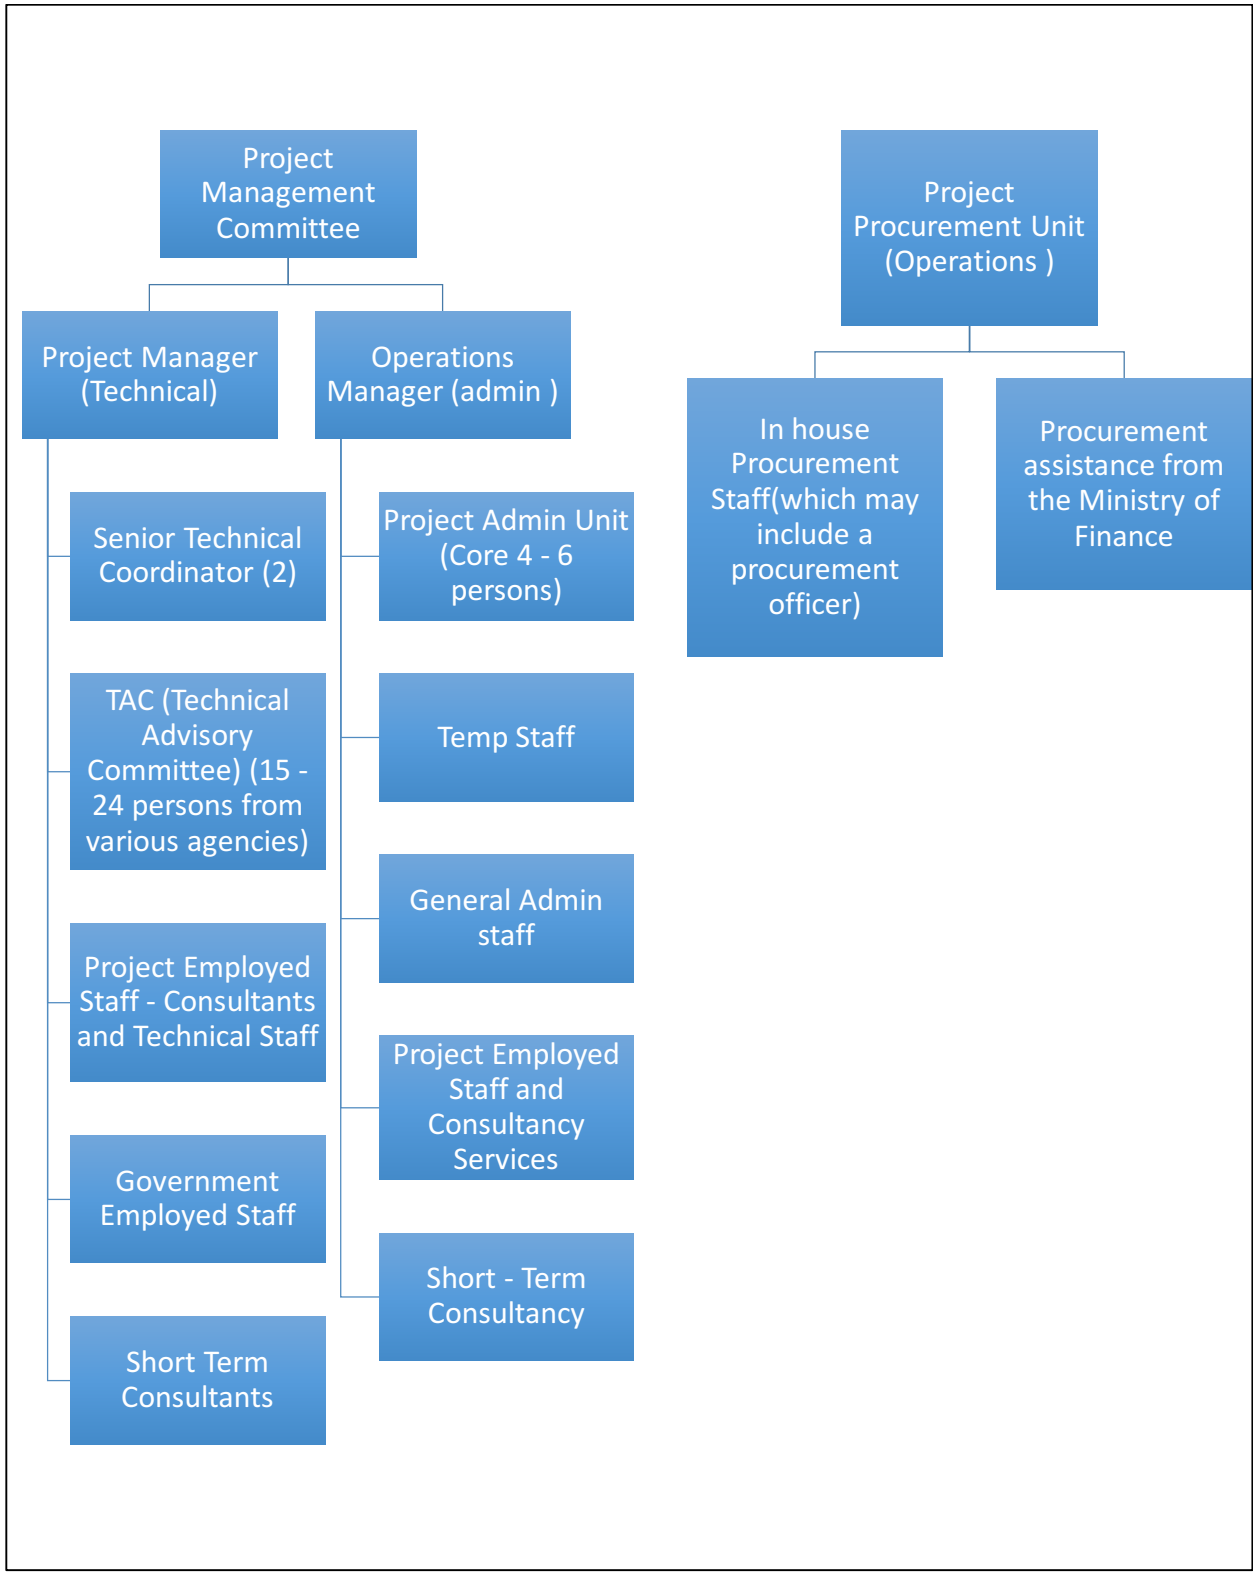 Project
Management
Committee
Project Manager
(Technical)
Senior Technical
Coordinator (2)
TAC (Technical
Advisory
Committee) (15 -
24 persons from
various agencies)
Project Employed
Staff - Consultants
and Technical Staff
Government
Employed Staff
Short Term
Consultants
Operations
Manager (admin )
Project Admin Unit
(Core 4 - 6
persons)
Temp Staff
General Admin
staff
Project Employed
Staff and
Consultancy
Services
Short - Term
Consultancy
Project
Procurement Unit
(Operations )
In house
Procurement
Staff(which may
include a
procurement
officer)
Procurement
assistance from
the Ministry of
Finance